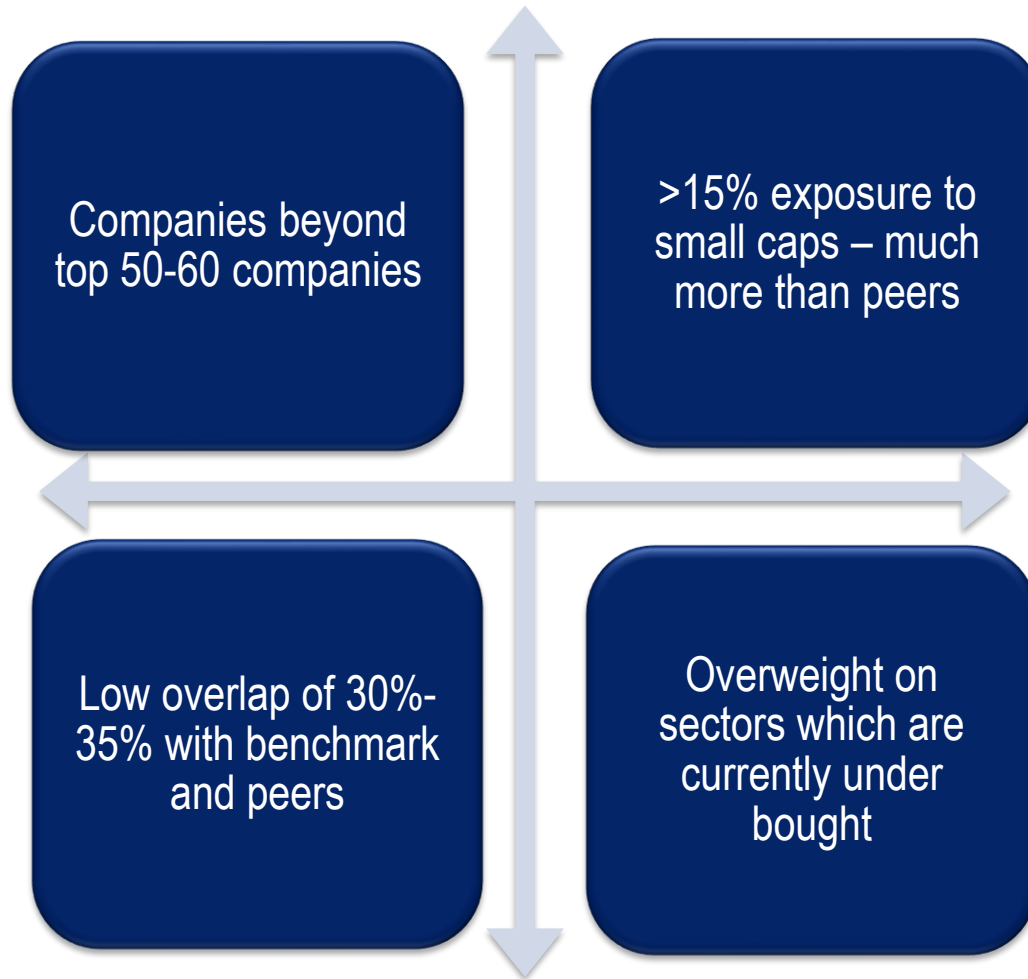 Companies beyond
top 50-60 companies
>15% exposure to
small caps – much
more than peers
Low overlap of 30%-
35% with benchmark
and peers
Overweight on
sectors which are
currently under
bought